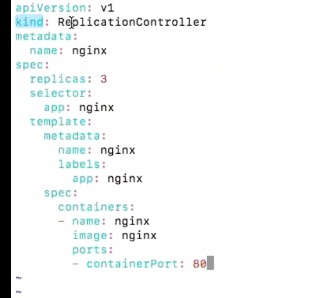 apiVersion: v1
kind: ReplicationController
metadata:
  name: nginx
spec:
  replicas: 3
  selector:
    app: nginx
  template:
    metadata:
      name: nginx
      labels:
        app: nginx
    spec:
      containers:
      - name: nginx
        image: nginx
        ports:
        - containerPort: 80
~
~